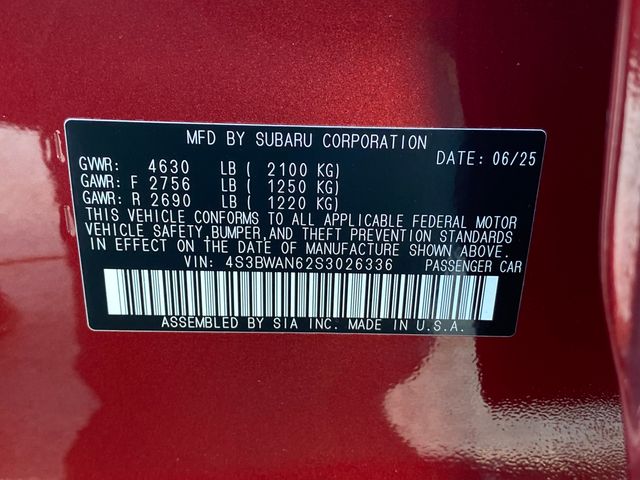 MFD BY SUBARU CORPORATION
GVWR: 4630 LB ( 2100 KG) DATE: 06/25
GAWR: F 2756 LB ( 1250 KG)
GAWR: R 2690 LB ( 1220 KG)
THIS VEHICLE CONFORMS TO ALL APPLICABLE FEDERAL MOTOR
VEHICLE SAFETY,BUMPER,AND THEFT PREVENTION STANDARDS
IN EFFECT ON THE DATE OF MANUFACTURE SHOWN ABOVE.
VIN: 4S3BWAN62S3026336 PASSENGER CAR
ASSEMBLED BY SIA INC. MADE IN U.S.A.